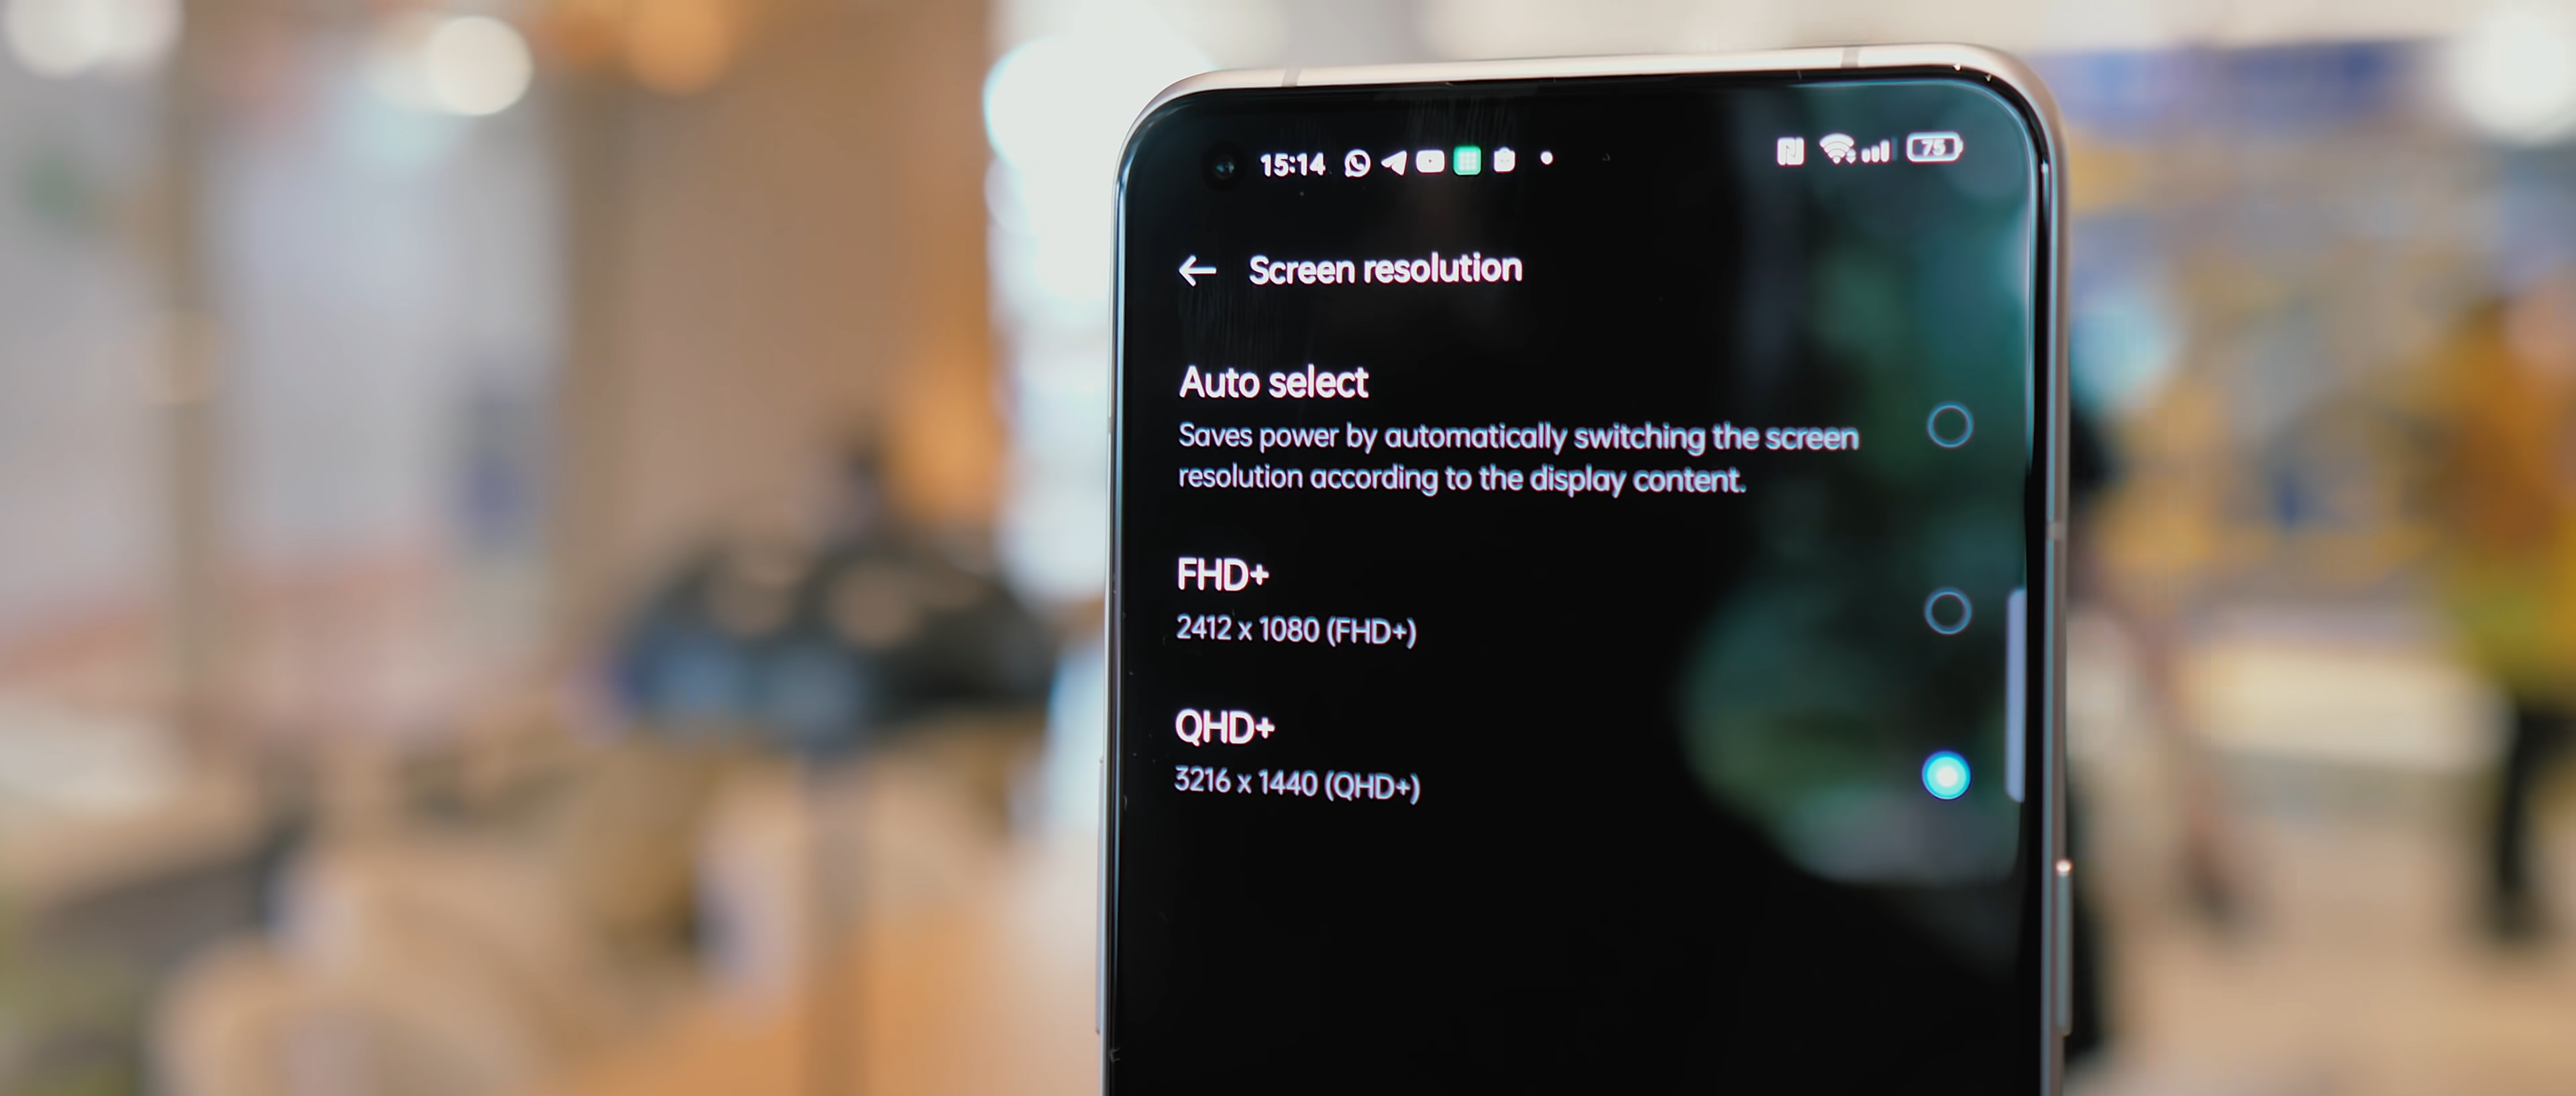 15:14
75
Screen resolution
Auto select
Saves power by automatically switching the screen
resolution according to the display content.
FHD+
2412 x 1080 (FHD+)
QHD+
3216 x 1440 (QHD+)